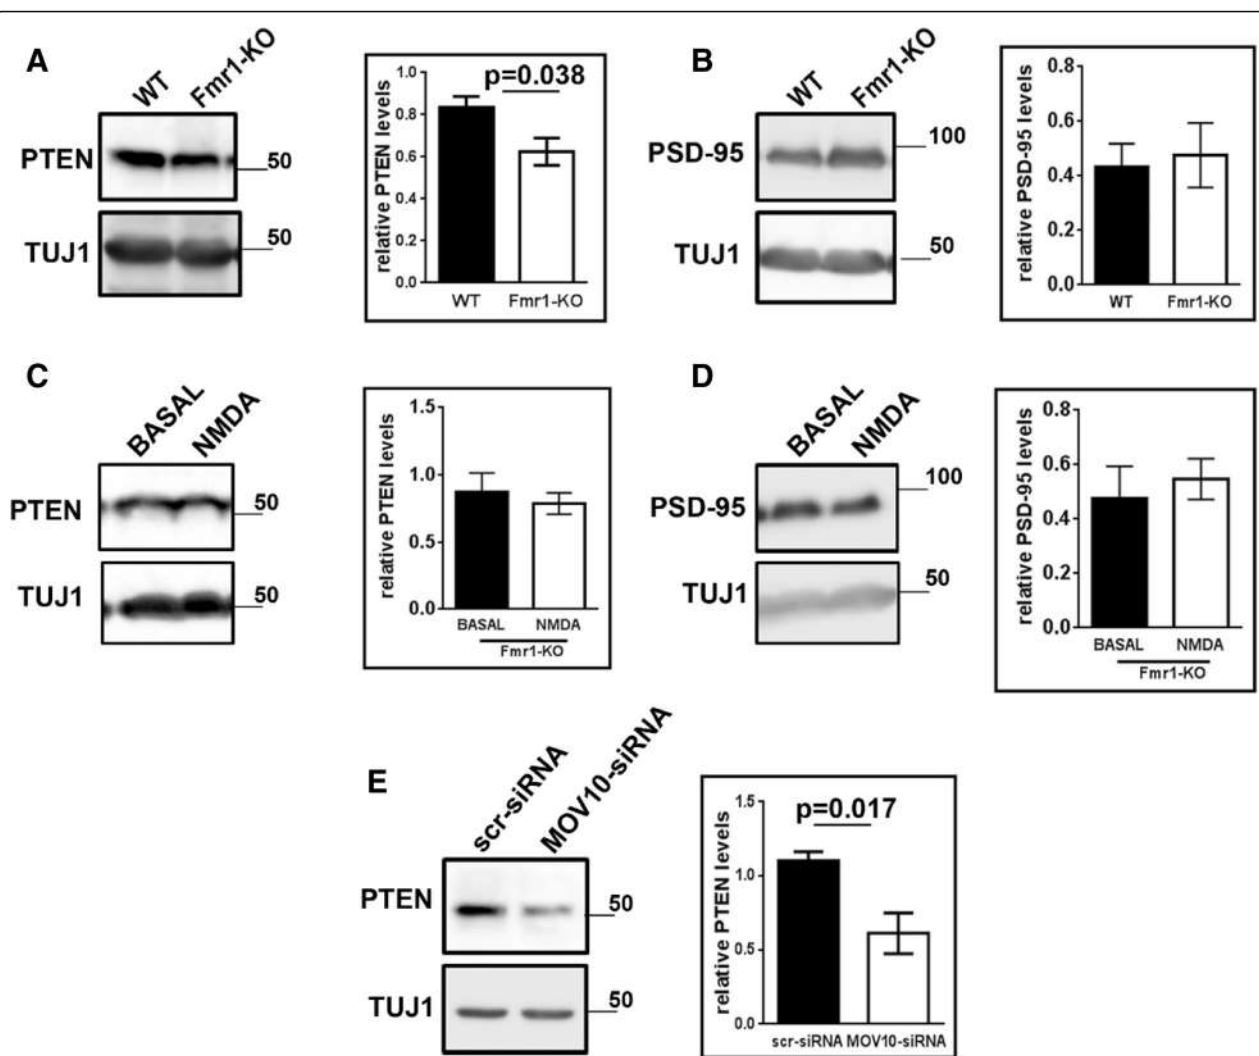 A
WT Fmr1-KO
PTEN
50
TUJ1
50
relative PTEN levels
1.0
0.8
0.6
0.4
0.2
0.0
p=0.038
WT Fmr1-KO
B
WT Fmr1-KO
PSD-95
100
TUJ1
50
relative PSD-95 levels
0.8
0.6
0.4
0.2
0.0
WT Fmr1-KO
C
BASAL NMDA
PTEN
50
TUJ1
50
relative PTEN levels
1.5
1.0
0.5
0.0
BASAL NMDA
Fmr1-KO
D
BASAL NMDA
PSD-95
100
TUJ1
50
relative PSD-95 levels
0.8
0.6
0.4
0.2
0.0
BASAL NMDA
Fmr1-KO
E
scr-siRNA MOV10-siRNA
PTEN
50
TUJ1
50
relative PTEN levels
1.5
1.0
0.5
0.0
p=0.017
scr-siRNA MOV10-siRNA